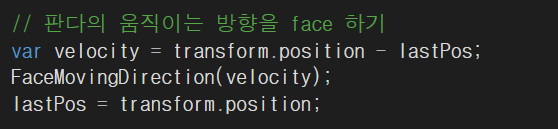 // 판다의 움직이는 방향을 face 하기
var velocity = transform.position - lastPos;
FaceMovingDirection(velocity);
lastPos = transform.position;